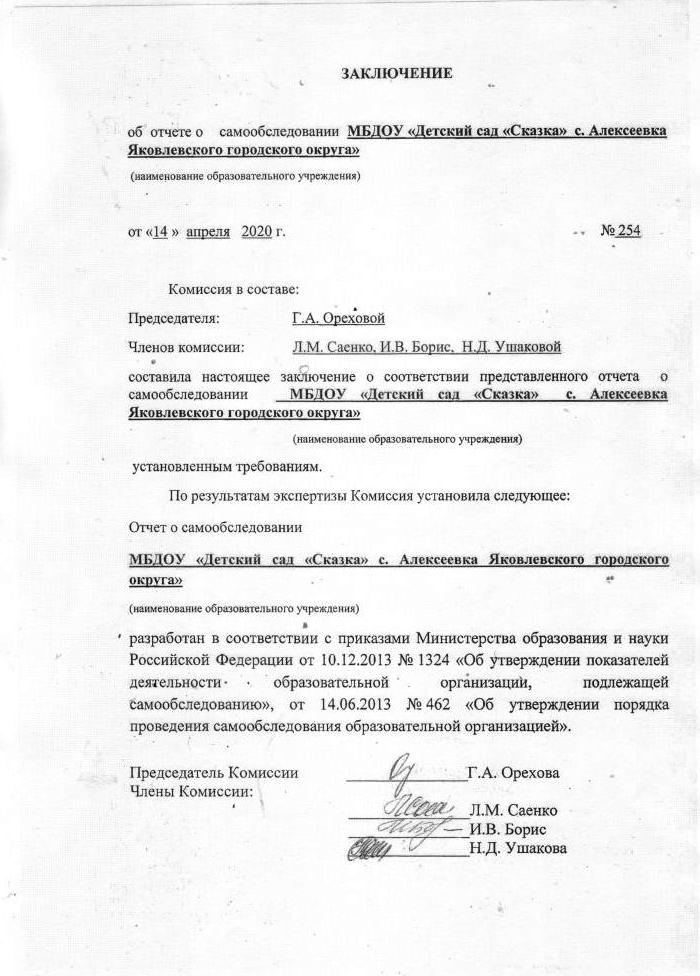 ЗАКЛЮЧЕНИЕ
об отчете о самообследовании МБДОУ «Детский сад «Сказка» с. Алексеевка
Яковлевского городского округа»
(наименование образовательного учреждения)
от «14 » апреля 2020 г. № 254
Комиссия в составе:
Председателя: Г.А. Ореховой
Членов комиссии: Л.М. Саенко, И.В. Борис, Н.Д. Ушаковой
составила настоящее заключение о соответствии представленного отчета о
самообследовании МБДОУ «Детский сад «Сказка» с. Алексеевка
Яковлевского городского округа»
(наименование образовательного учреждения)
установленным требованиям.
По результатам экспертизы Комиссия установила следующее:
Отчет о самообследовании
МБДОУ «Детский сад «Сказка» с. Алексеевка Яковлевского городского
округа»
(наименование образовательного учреждения)
разработан в соответствии с приказами Министерства образования и науки
Российской Федерации от 10.12.2013 № 1324 «Об утверждении показателей
деятельности образовательной организации, подлежащей
самообследованию», от 14.06.2013 № 462 «Об утверждении порядка
проведения самообследования образовательной организацией».
Председатель Комиссии Г.А. Орехова
Члены Комиссии:
Л.М. Саенко
И.В. Борис
Н.Д. Ушакова